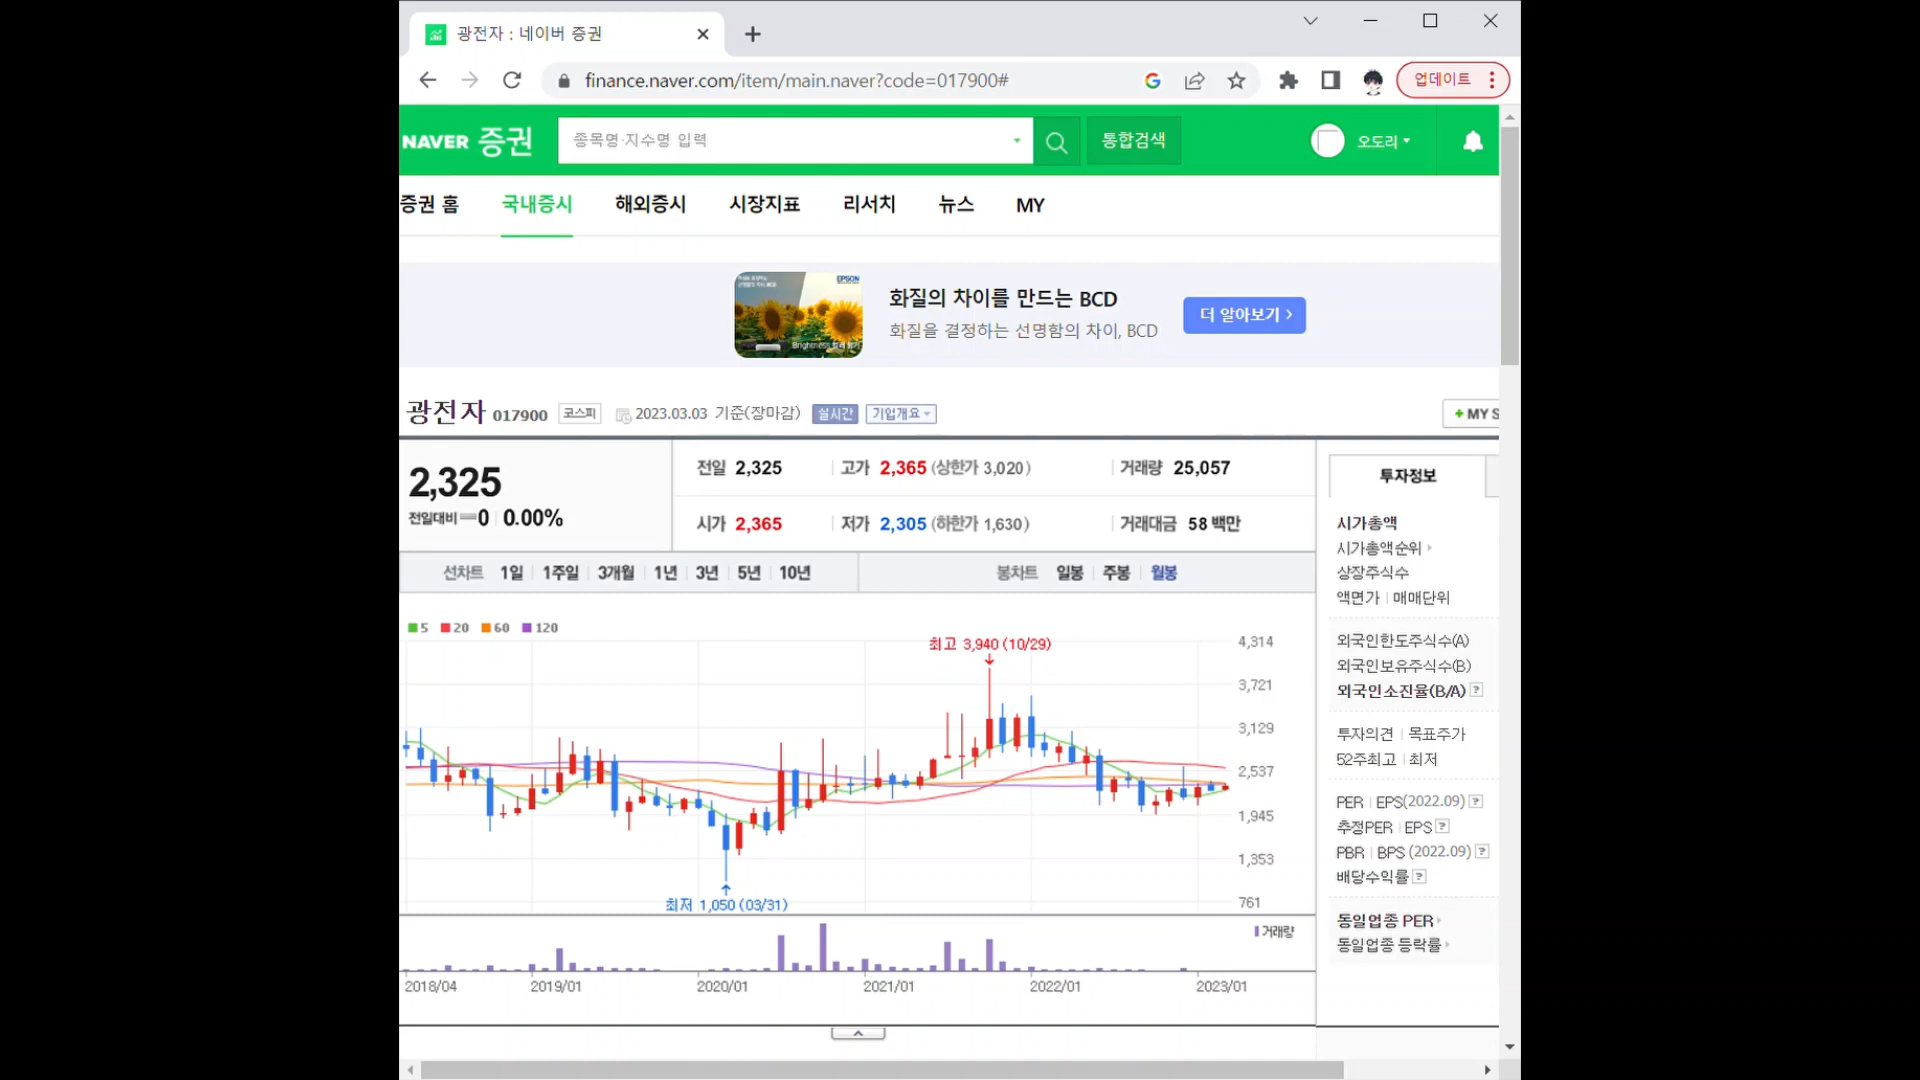 광전자 : 네이버 증권
finance.naver.com/item/main.naver?code=017900#
업데이트
NAVER 증권
종목명·지수명 입력
통합검색
오도리
증권 홈 국내증시 해외증시 시장지표 리서치 뉴스 MY
EPSON
화질의 차이를 만드는 BCD
화질을 결정하는 선명함의 차이, BCD
더 알아보기
광전자 017900 코스피 2023.03.03 기준(장마감) 실시간 기업개요
+ MY S
2,325
전일대비 0 0.00%
전일 2,325 고가 2,365 (상한가 3,020) 거래량 25,057
시가 2,365 저가 2,305 (하한가 1,630) 거래대금 58 백만
선차트 1일 1주일 3개월 1년 3년 5년 10년 봉차트 일봉 주봉 월봉
5 20 60 120
최고 3,940 (10/29)
4,314
3,721
3,129
2,537
1,945
1,353
761
최저 1,050 (03/31)
거래량
2018/04 2019/01 2020/01 2021/01 2022/01 2023/01
투자정보
시가총액
시가총액순위
상장주식수
액면가 매매단위
외국인한도주식수(A)
외국인보유주식수(B)
외국인소진율(B/A) ?
투자의견 목표주가
52주최고 최저
PER EPS(2022.09) ?
추정PER EPS ?
PBR BPS (2022.09) ?
배당수익률 ?
동일업종 PER
동일업종 등락률